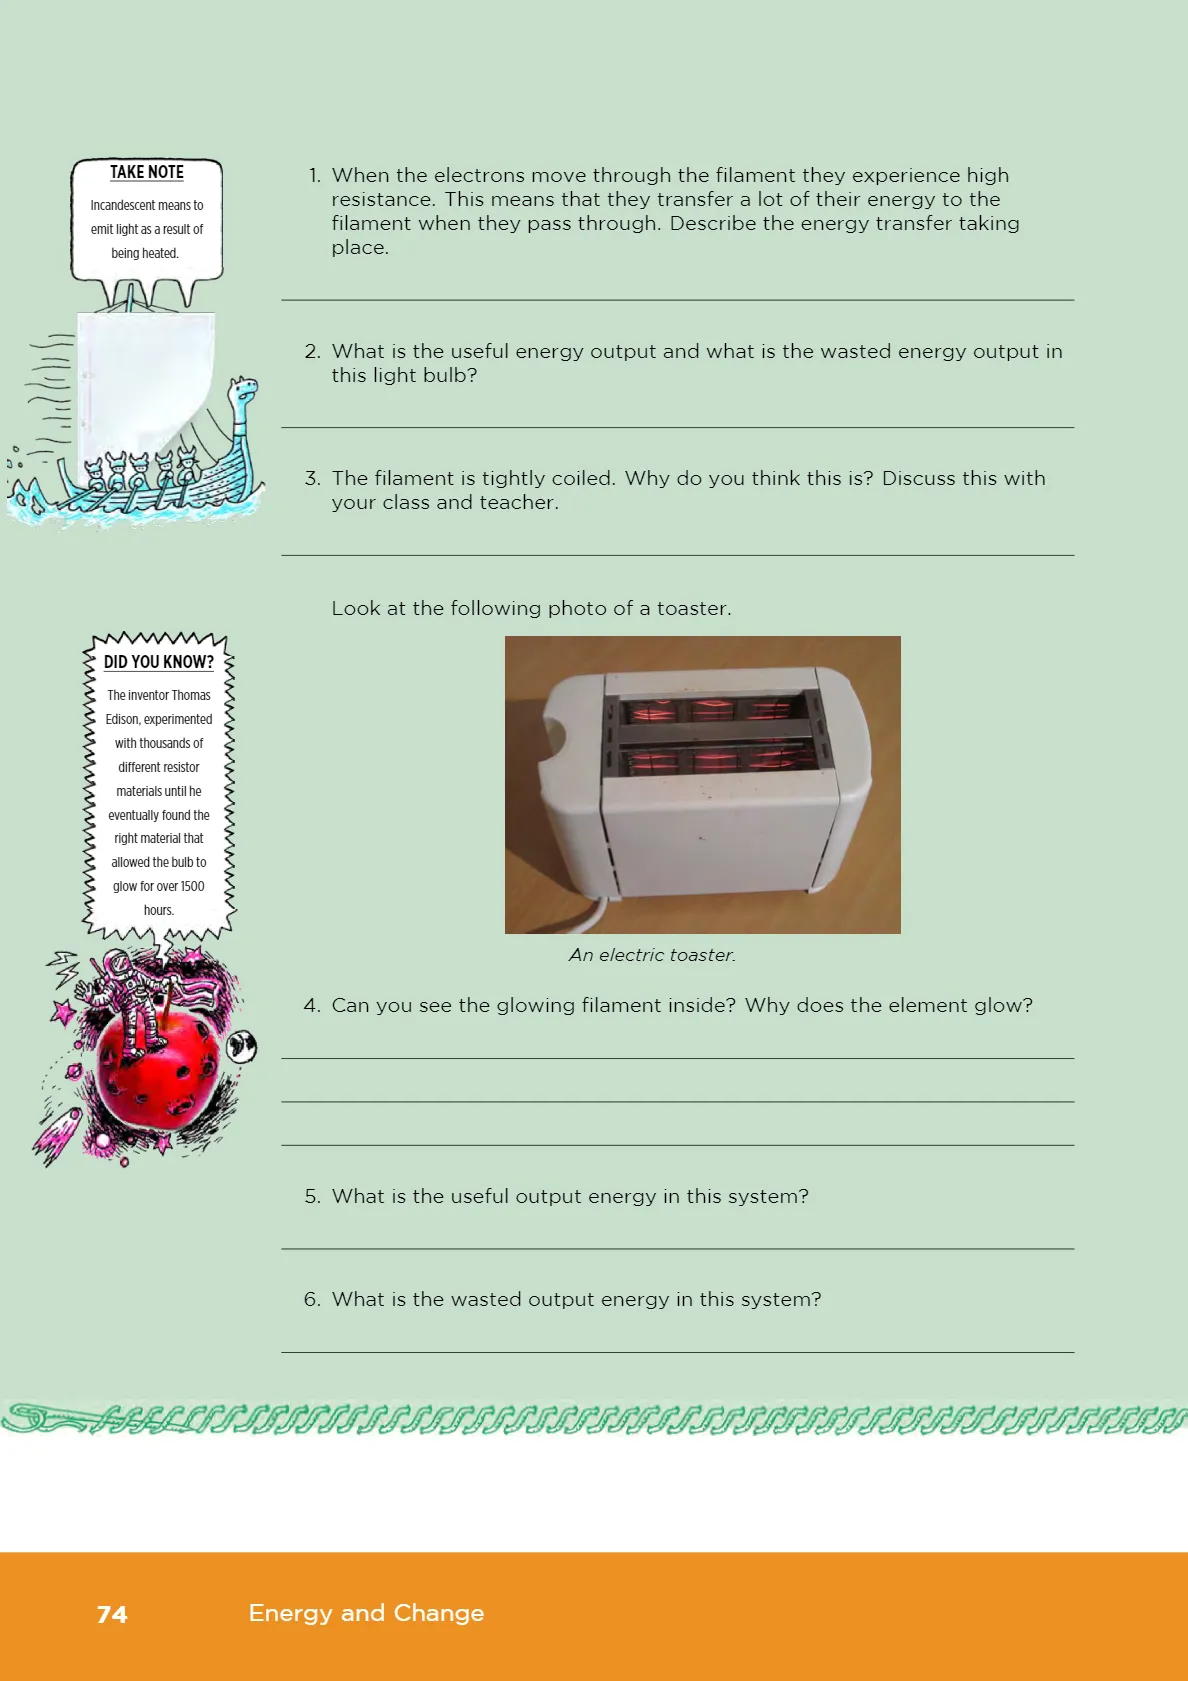 TAKE NOTE
Incandescent means to
emit light as a result of
being heated.
1. When the electrons move through the filament they experience high
resistance. This means that they transfer a lot of their energy to the
filament when they pass through. Describe the energy transfer taking
place.
2. What is the useful energy output and what is the wasted energy output in
this light bulb?
3. The filament is tightly coiled. Why do you think this is? Discuss this with
your class and teacher.
Look at the following photo of a toaster.
DID YOU KNOW?
The inventor Thomas
Edison, experimented
with thousands of
different resistor
materials until he
eventually found the
right material that
allowed the bulb to
glow for over 1500
hours.
An electric toaster.
4. Can you see the glowing filament inside? Why does the element glow?
5. What is the useful output energy in this system?
6. What is the wasted output energy in this system?
74 Energy and Change